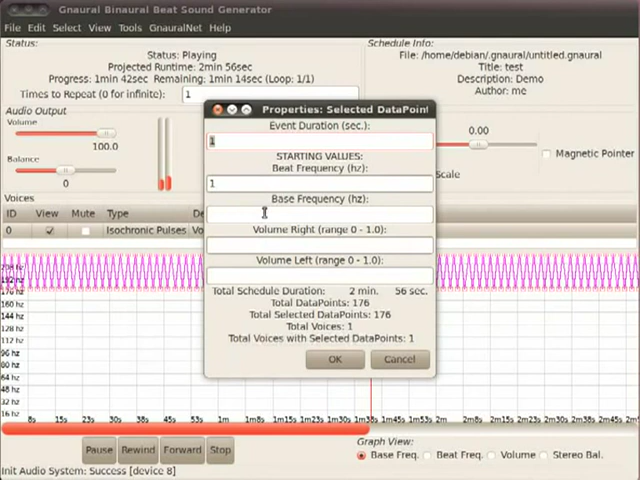 Gnaural Binaural Beat Sound Generator
File Edit Select View Tools GnauralNet Help
Status:
Status: Playing
Projected Runtime: 2min 56sec
Progress: 1min 42sec Remaining: 1min 14sec (Loop: 1/1)
Times to Repeat (0 for infinite): 1
Schedule Info:
File: /home/debian/.gnaural/untitled.gnaural
Title: test
Description: Demo
Author: me
Audio Output
Volume
100.0
Balance
0
0.00
Magnetic Pointer
Voices
ID View Mute Type
0 Isochronic Pulses
Properties: Selected DataPoint
Event Duration (sec.):
1
STARTING VALUES:
Beat Frequency (hz):
1
Base Frequency (hz):
Volume Right (range 0 - 1.0):
Volume Left (range 0 - 1.0):
Total Schedule Duration: 2 min. 56 sec.
Total DataPoints: 176
Total Selected DataPoints: 176
Total Voices: 1
Total Voices with Selected DataPoints: 1
OK Cancel
208 hz
192 hz
176 hz
160 hz
144 hz
128 hz
112 hz
96 hz
80 hz
64 hz
48 hz
32 hz
16 hz
8s 15s 23s 30s 38s 45s 53s 1m 1m8s 1m15s 1m23s 1m30s 1m38s 1m45s 1m53s 2m 2m8s 2m15s 2m23s 2m30s 2m38s 2m45s
Pause Rewind Forward Stop
Graph View:
Base Freq. Beat Freq. Volume Stereo Bal.
Init Audio System: Success [device 8]